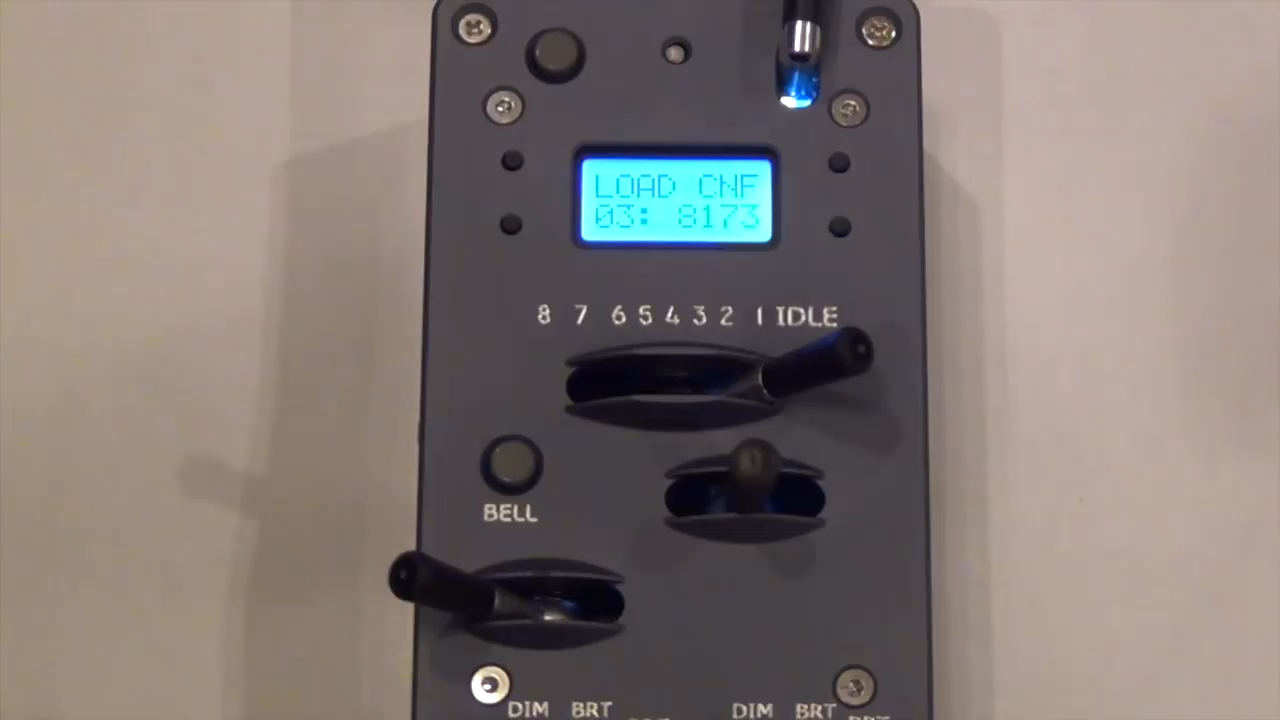 LOAD CNF
03: 8173
8 7 6 5 4 3 2 1 IDLE
BELL
DIM BRT DIM BRT